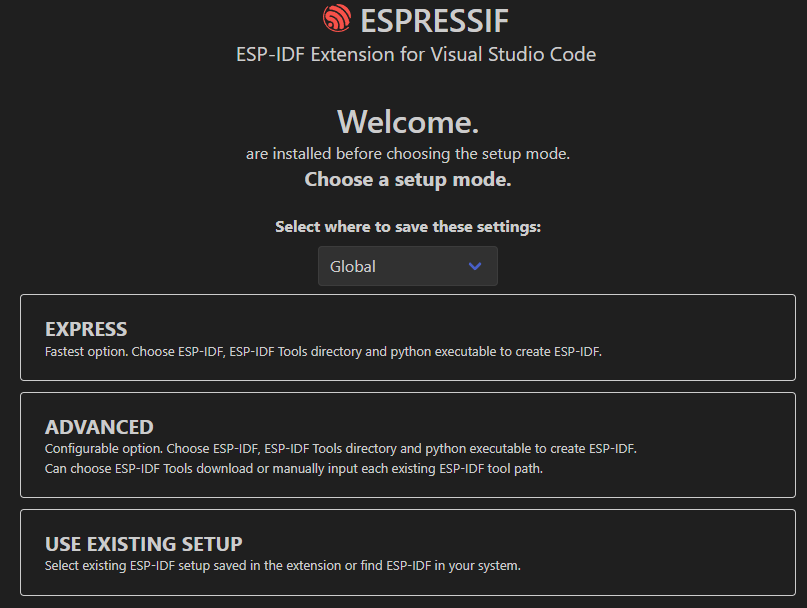 ESPRESSIF
ESP-IDF Extension for Visual Studio Code
Welcome.
are installed before choosing the setup mode.
Choose a setup mode.
Select where to save these settings:
Global
EXPRESS
Fastest option. Choose ESP-IDF, ESP-IDF Tools directory and python executable to create ESP-IDF.
ADVANCED
Configurable option. Choose ESP-IDF, ESP-IDF Tools directory and python executable to create ESP-IDF.
Can choose ESP-IDF Tools download or manually input each existing ESP-IDF tool path.
USE EXISTING SETUP
Select existing ESP-IDF setup saved in the extension or find ESP-IDF in your system.